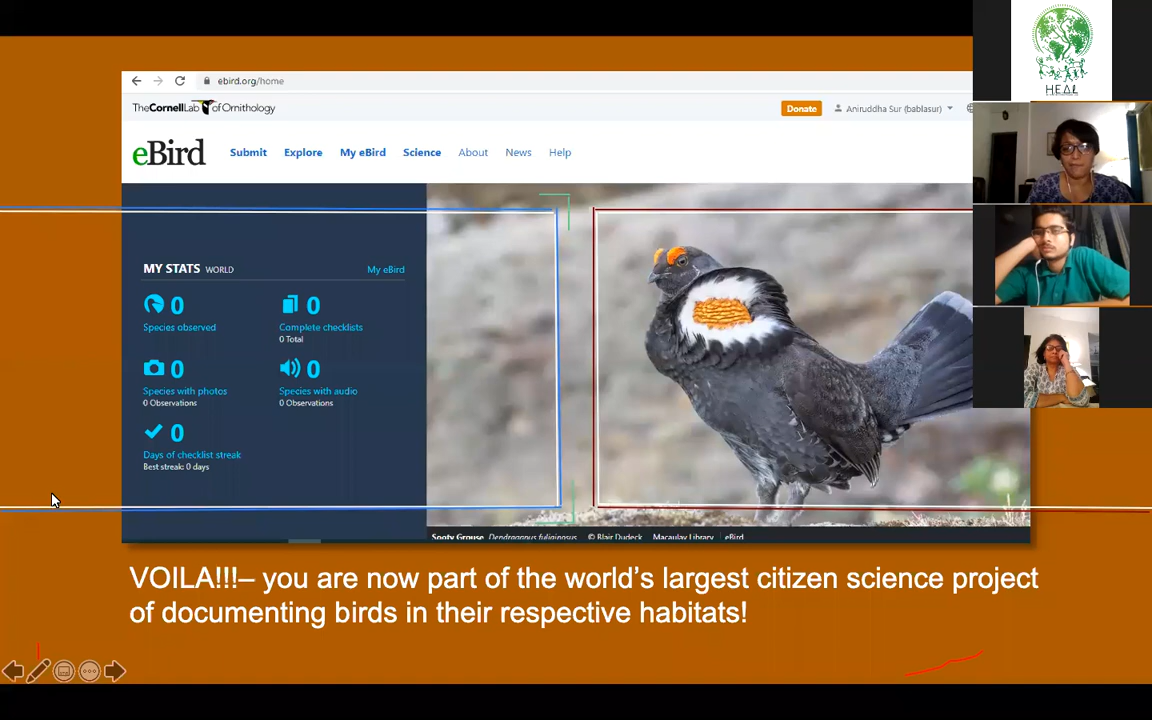 ebird.org/home
TheCornellLab of Ornithology
Donate
Aniruddha Sur (bablasur)
eBird
Submit Explore My eBird Science About News Help
MY STATS WORLD My eBird
0 0
Species observed Complete checklists
0 Total
0 0
Species with photos Species with audio
0 Observations 0 Observations
0
Days of checklist streak
Best streak: 0 days
Sooty Grouse Dendragapus fuliginosus © Blair Dudeck Macaulay Library eBird
VOILA!!!– you are now part of the world's largest citizen science project
of documenting birds in their respective habitats!
HEAL